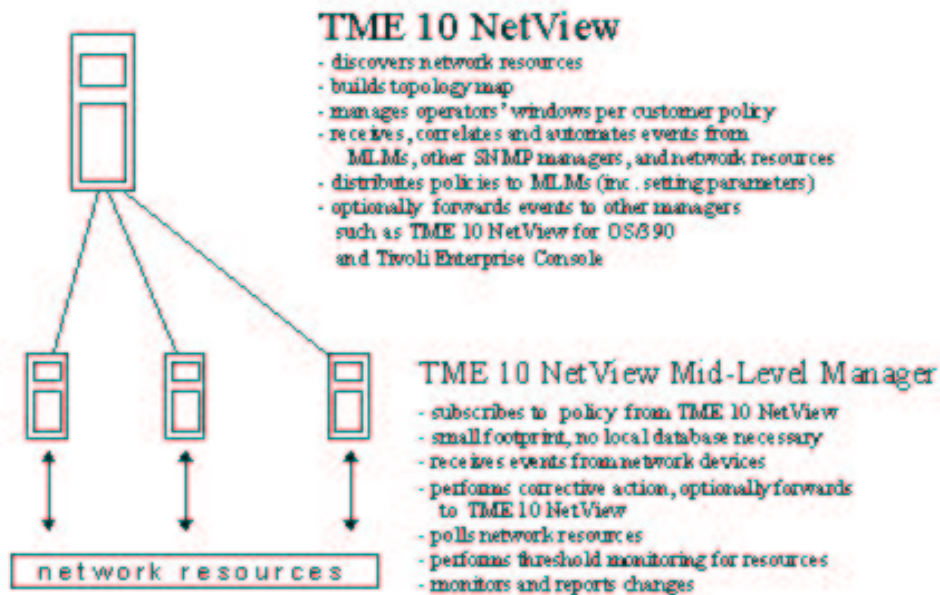 TME 10 NetView
- discovers network resources
- builds topology map
- manages operators' windows per customer policy
- receives, correlates and automates events from
MLMs, other SNMP managers, and network resources
- distributes policies to MLMs (inc. setting parameters)
- optionally forwards events to other managers
such as TME 10 NetView for OS/390
and Tivoli Enterprise Console
TME 10 NetView Mid-Level Manager
- subscribes to policy from TME 10 NetView
- small footprint, no local database necessary
- receives events from network devices
- performs corrective action, optionally forwards
to TME 10 NetView
- polls network resources
- performs threshold monitoring for resources
- monitors and reports changes
network resources